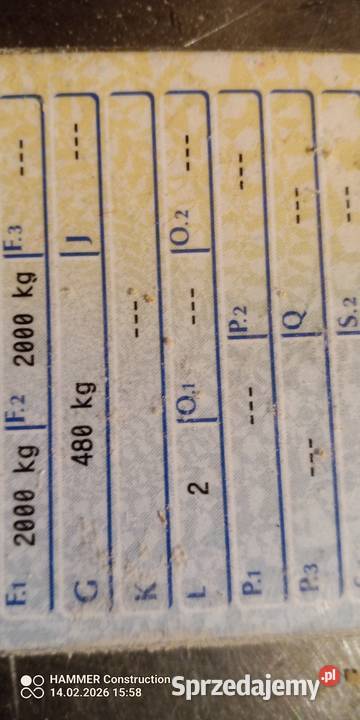 F.1 2000 kg F.2 2000 kg F.3 ---
G 480 kg J ---
K ---
L 2 O.1 --- O.2 ---
P.1 --- P.2 ---
P.3 --- Q ---
S.2 ---
HAMMER Construction
14.02.2026 15:58
Sprzedajemy.pl